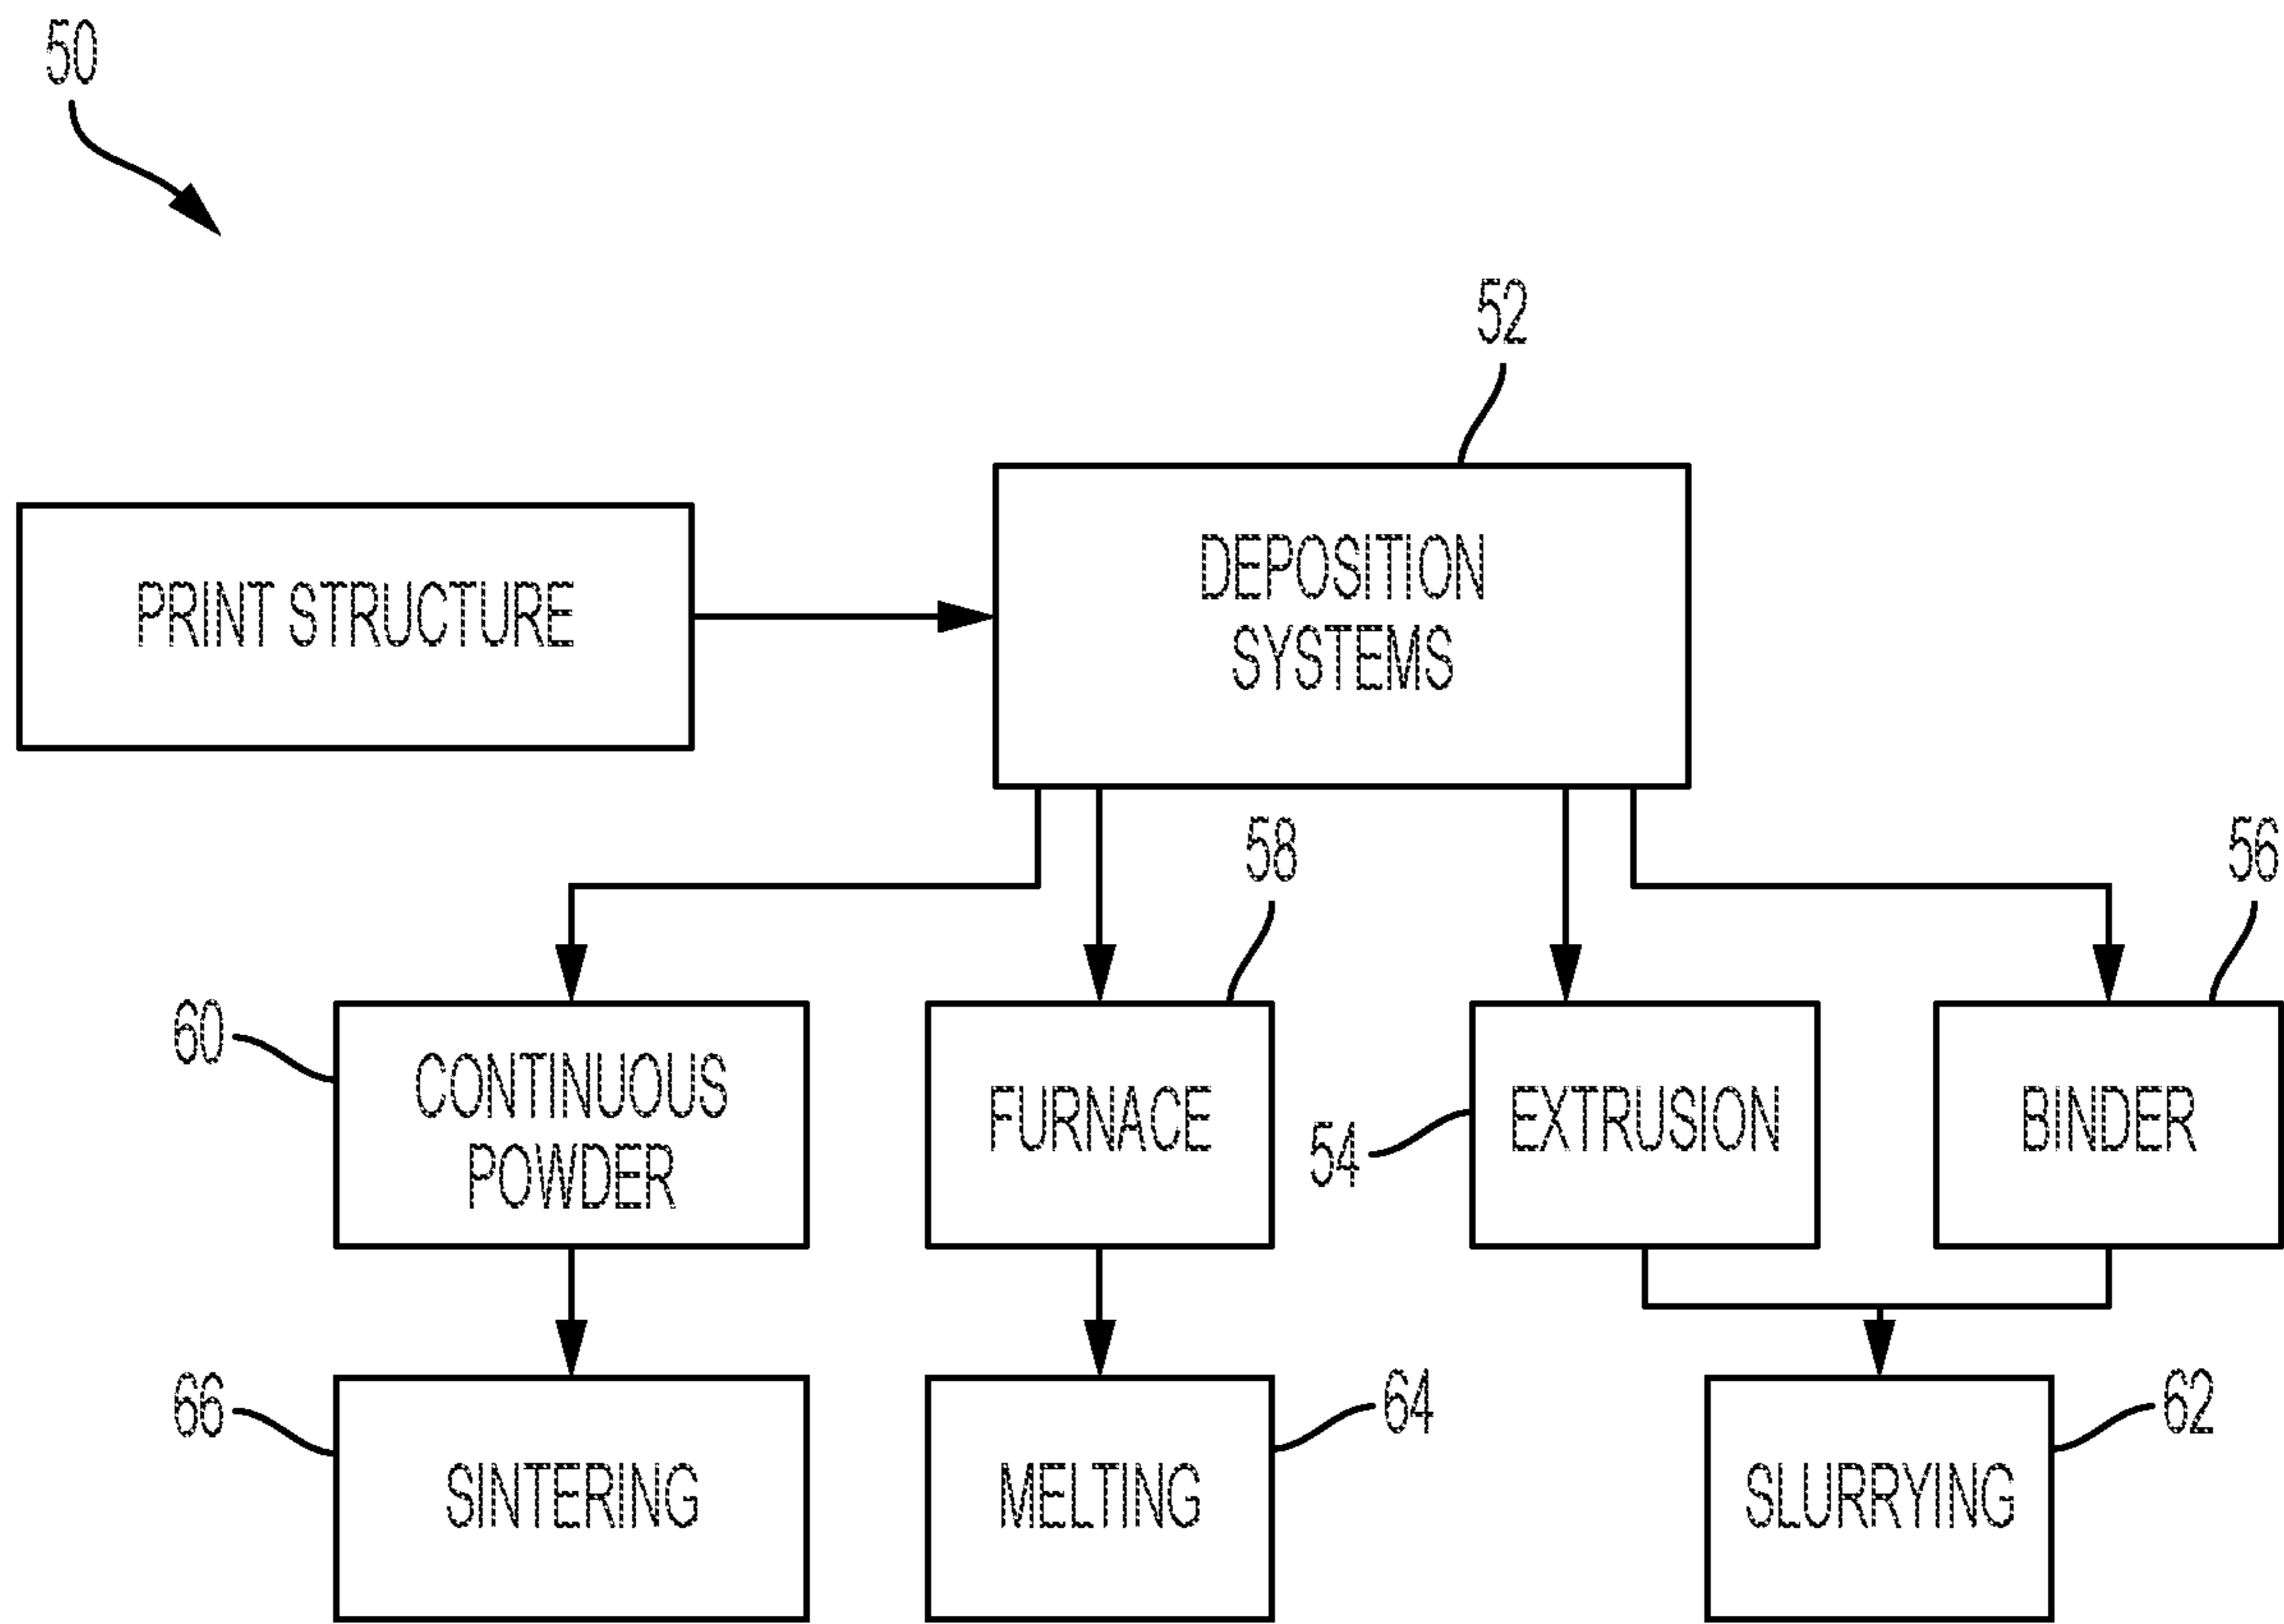 50
52
PRINT STRUCTURE
DEPOSITION
SYSTEMS
58
56
60
CONTINUOUS
POWDER
FURNACE
54
EXTRUSION
BINDER
66
SINTERING
MELTING
64
SLURRYING
62